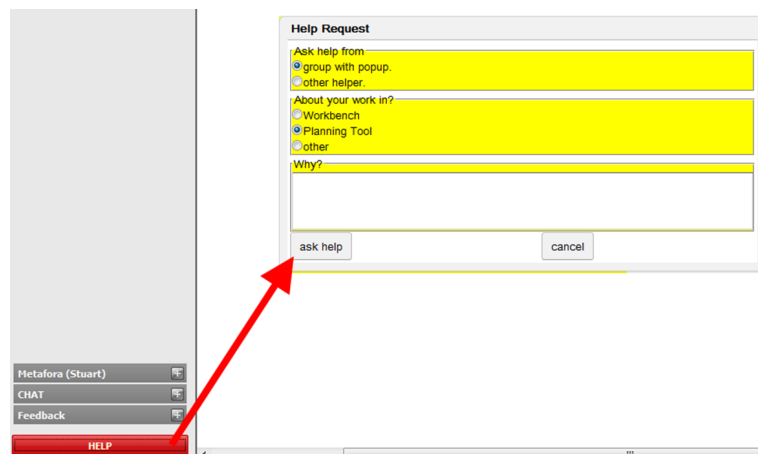 Help Request
Ask help from
group with popup.
other helper.
About your work in?
Workbench
Planning Tool
other
Why?
ask help
cancel
Metafora (Stuart)
CHAT
Feedback
HELP